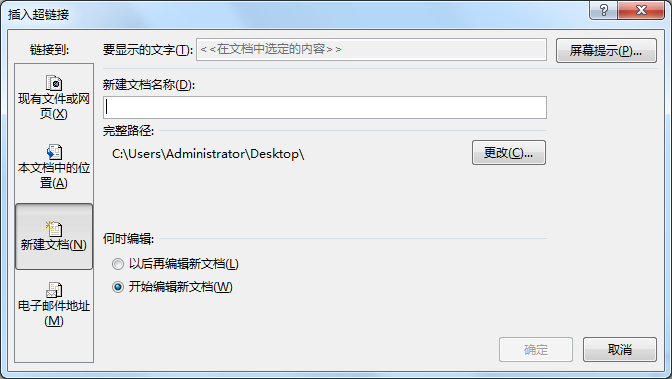 插入超链接
链接到:
要显示的文字(T):
<<在文档中选定的内容>>
屏幕提示(P)...
现有文件或网
页(X)
本文档中的位
置(A)
新建文档(N)
电子邮件地址
(M)
新建文档名称(D):
完整路径:
C:\Users\Administrator\Desktop\
更改(C)...
何时编辑:
以后再编辑新文档(L)
开始编辑新文档(W)
确定
取消